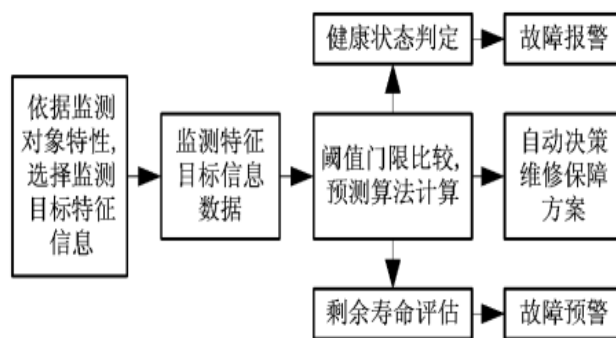 健康状态判定
故障报警
依据监测
对象特性,
选择监测
目标特征
信息
监测特征
目标信息
数据
阈值门限比较,
预测算法计算
自动决策
维修保障
方案
剩余寿命评估
故障预警